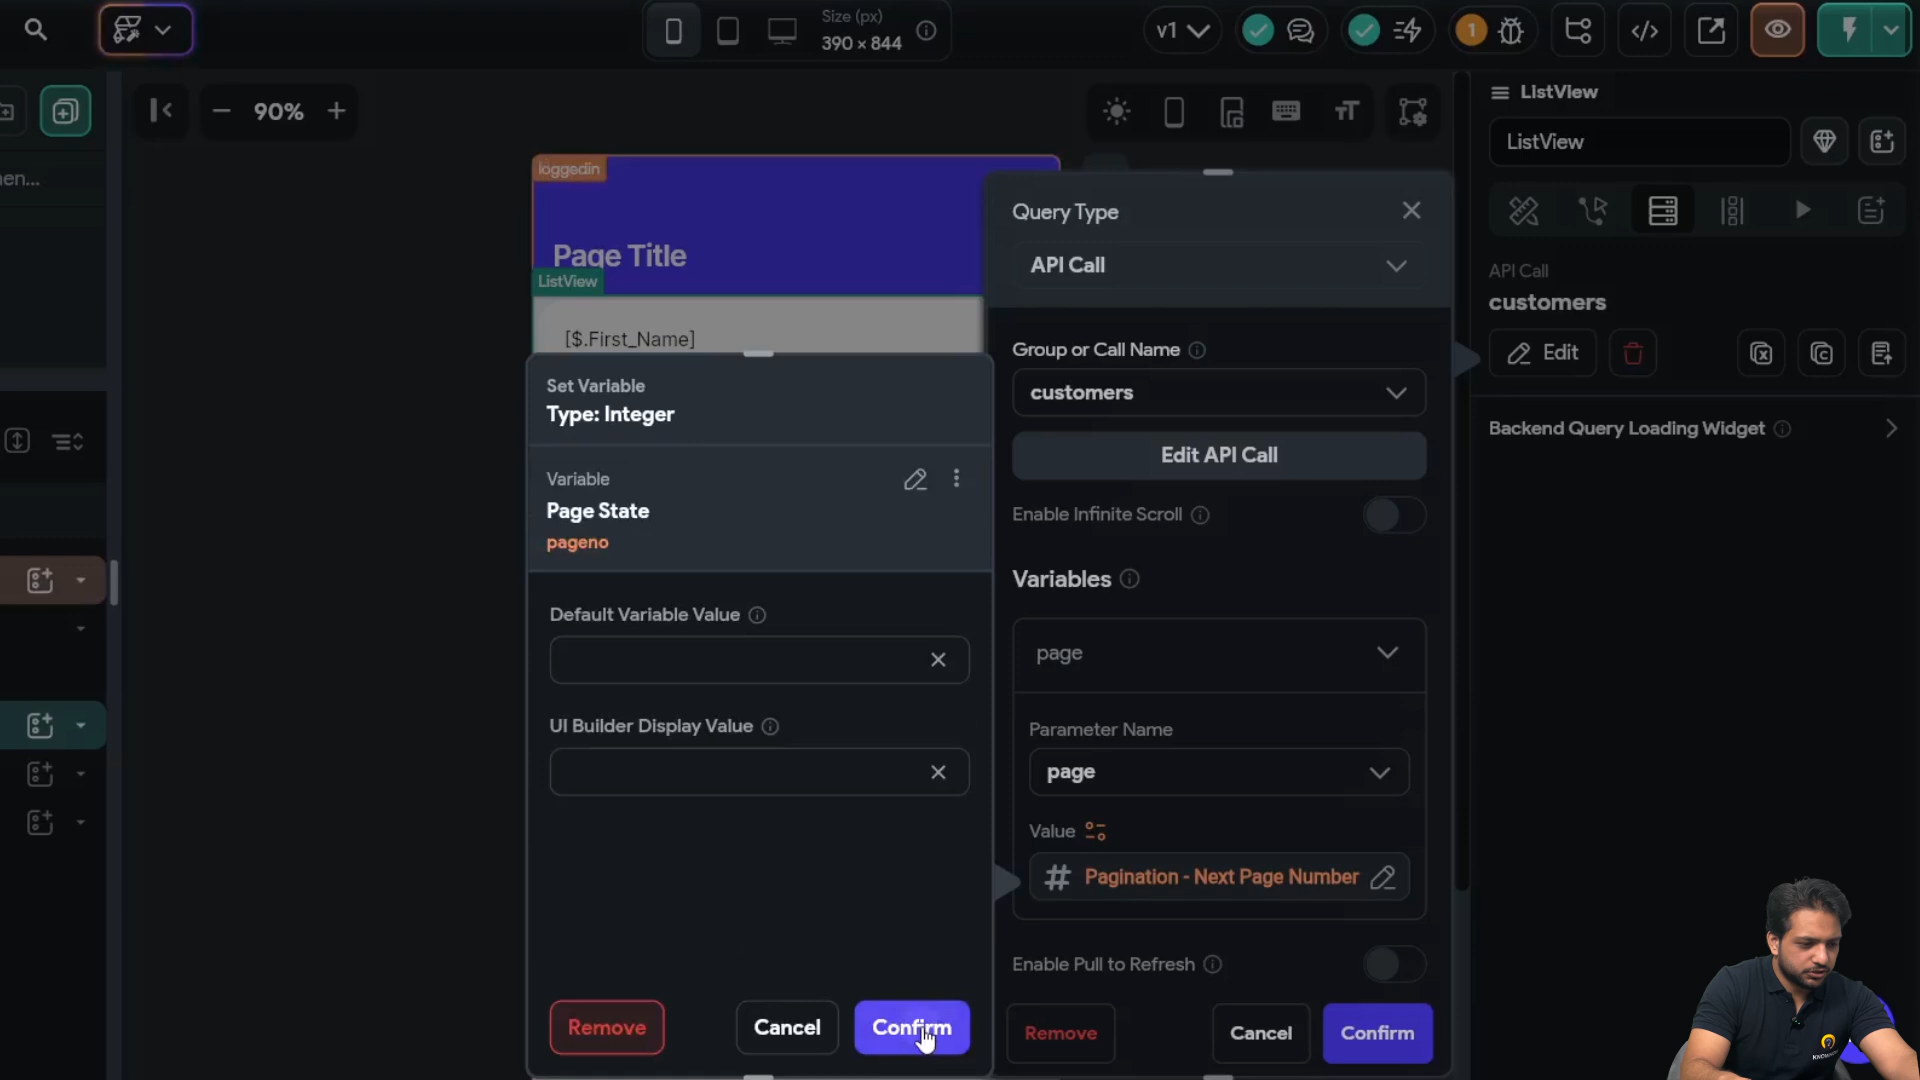 Size (px)
390 × 844
v1
1
90%
en...
loggedin
Page Title
ListView
[$.First_Name]
Set Variable
Type: Integer
Variable
Page State
pageno
Default Variable Value
UI Builder Display Value
Remove
Cancel
Confirm
Query Type
API Call
Group or Call Name
customers
Edit API Call
Enable Infinite Scroll
Variables
page
Parameter Name
page
Value
Pagination - Next Page Number
Enable Pull to Refresh
Remove
Cancel
Confirm
ListView
ListView
API Call
customers
Edit
Backend Query Loading Widget